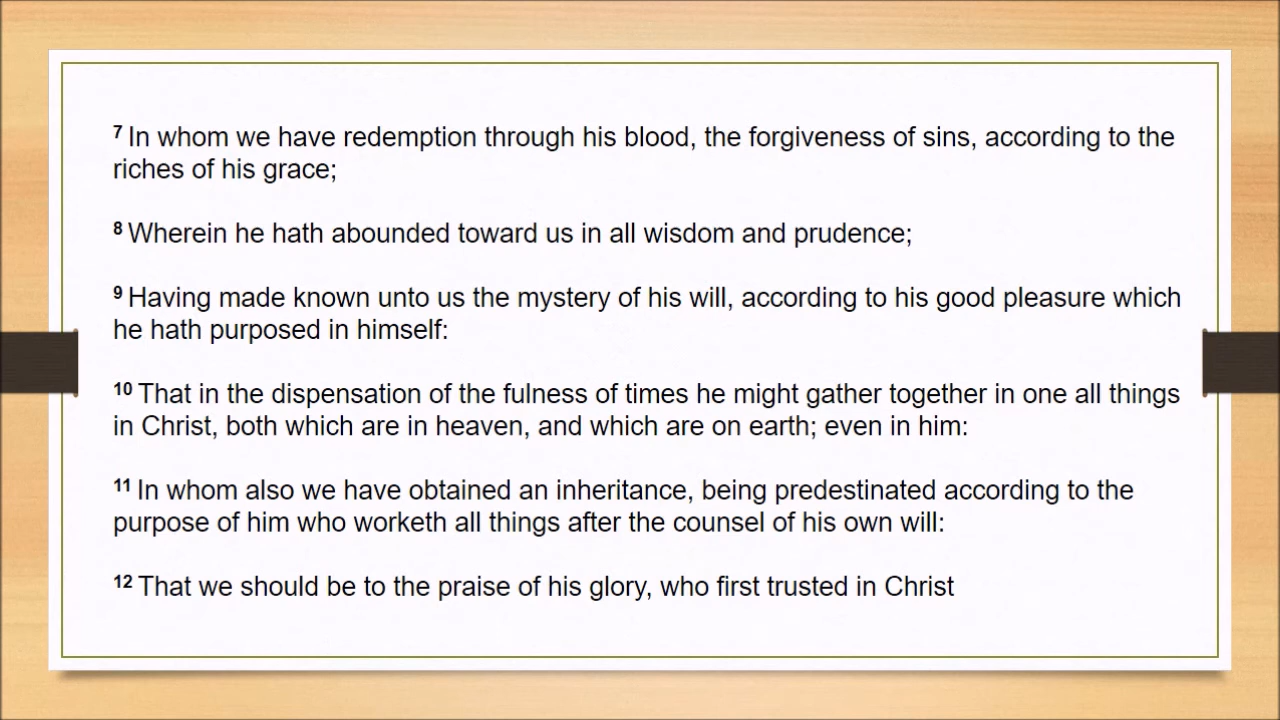 7 In whom we have redemption through his blood, the forgiveness of sins, according to the
riches of his grace;
8 Wherein he hath abounded toward us in all wisdom and prudence;
9 Having made known unto us the mystery of his will, according to his good pleasure which
he hath purposed in himself:
10 That in the dispensation of the fulness of times he might gather together in one all things
in Christ, both which are in heaven, and which are on earth; even in him:
11 In whom also we have obtained an inheritance, being predestinated according to the
purpose of him who worketh all things after the counsel of his own will:
12 That we should be to the praise of his glory, who first trusted in Christ